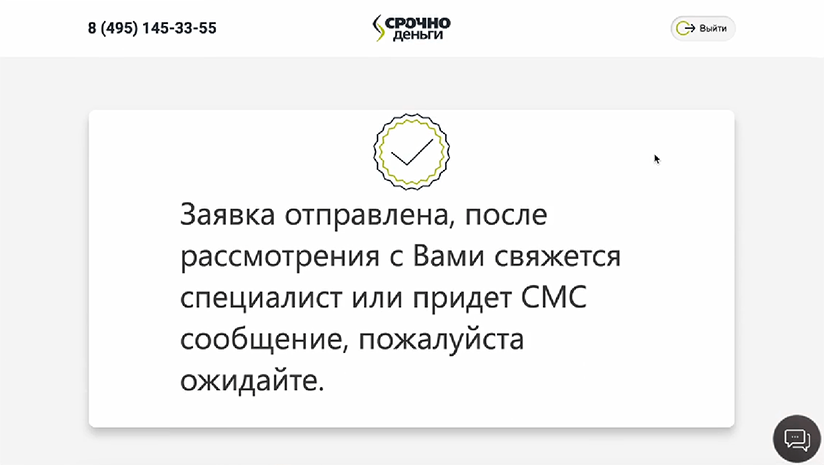 8 (495) 145-33-55
СРОЧНО
деньги
Выйти
Заявка отправлена, после
рассмотрения с Вами свяжется
специалист или придет СМС
сообщение, пожалуйста
ожидайте.